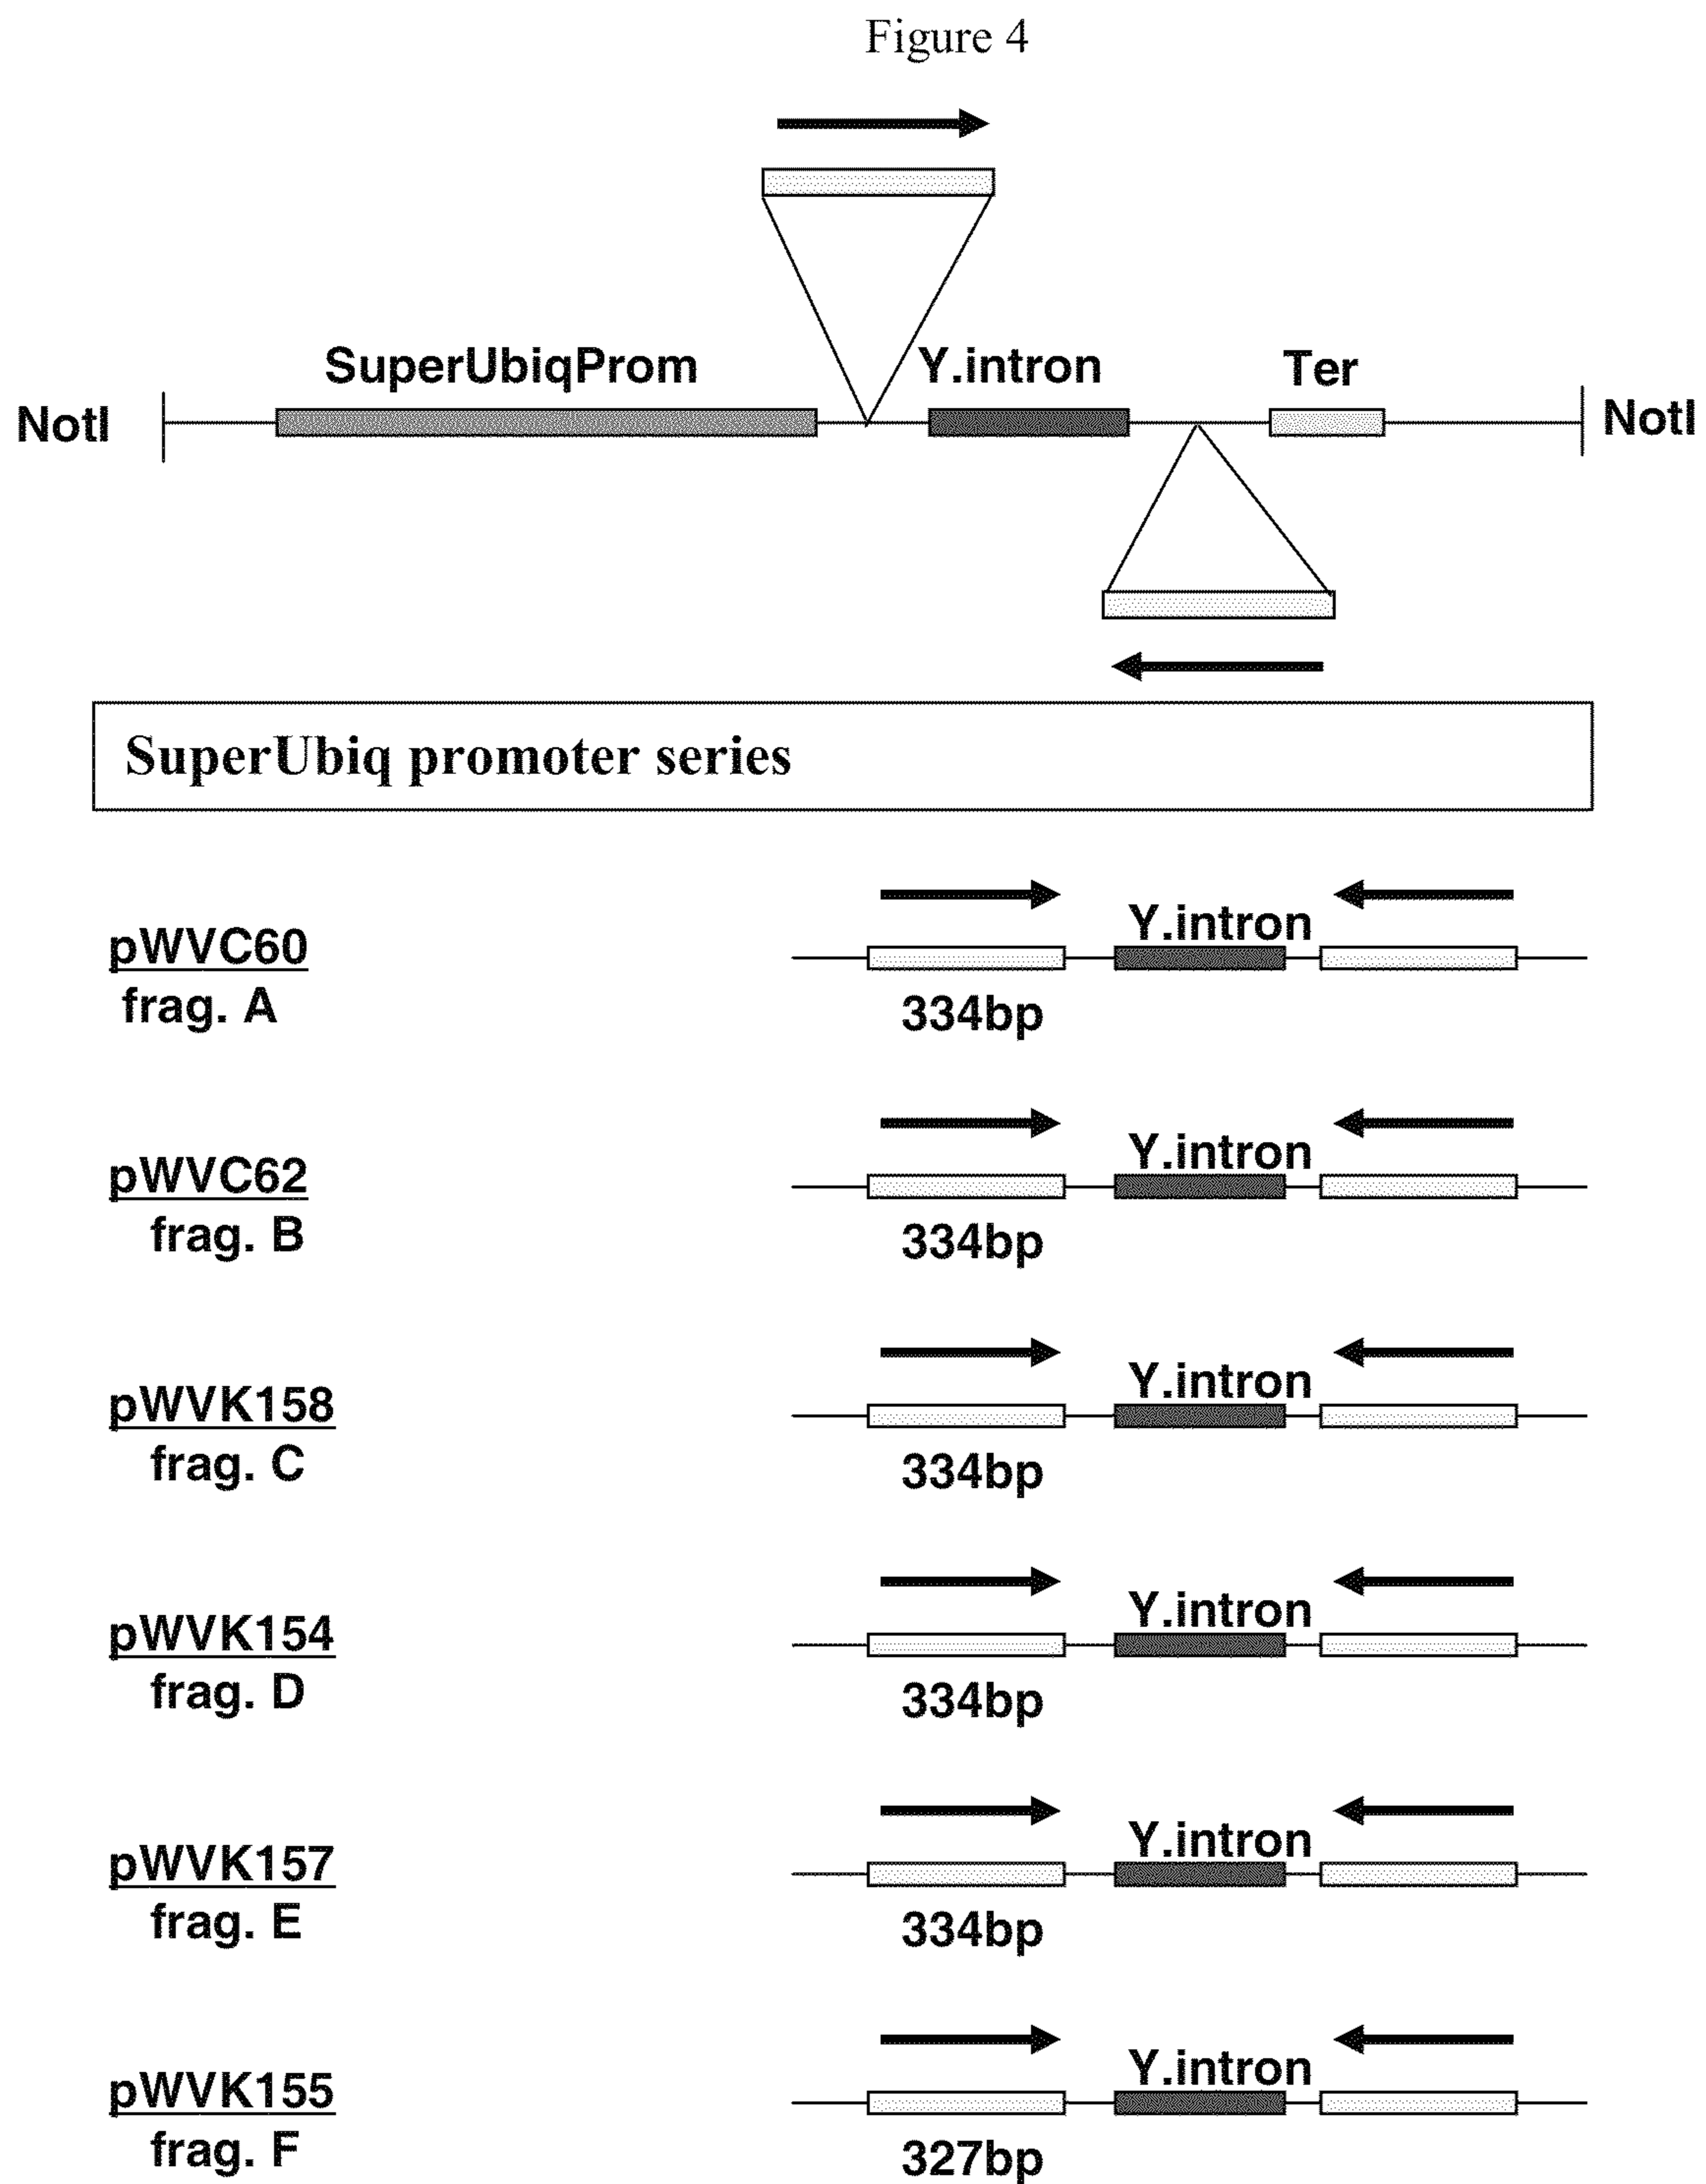 Figure 4
SuperUbiqProm
Y.intron
Ter
NotI
NotI
SuperUbiq promoter series
Y.intron
pWVC60
frag. A
334bp
Y.intron
pWVC62
frag. B
334bp
Y.intron
pWVK158
frag. C
334bp
Y.intron
pWVK154
frag. D
334bp
Y.intron
pWVK157
frag. E
334bp
Y.intron
pWVK155
frag. F
327bp